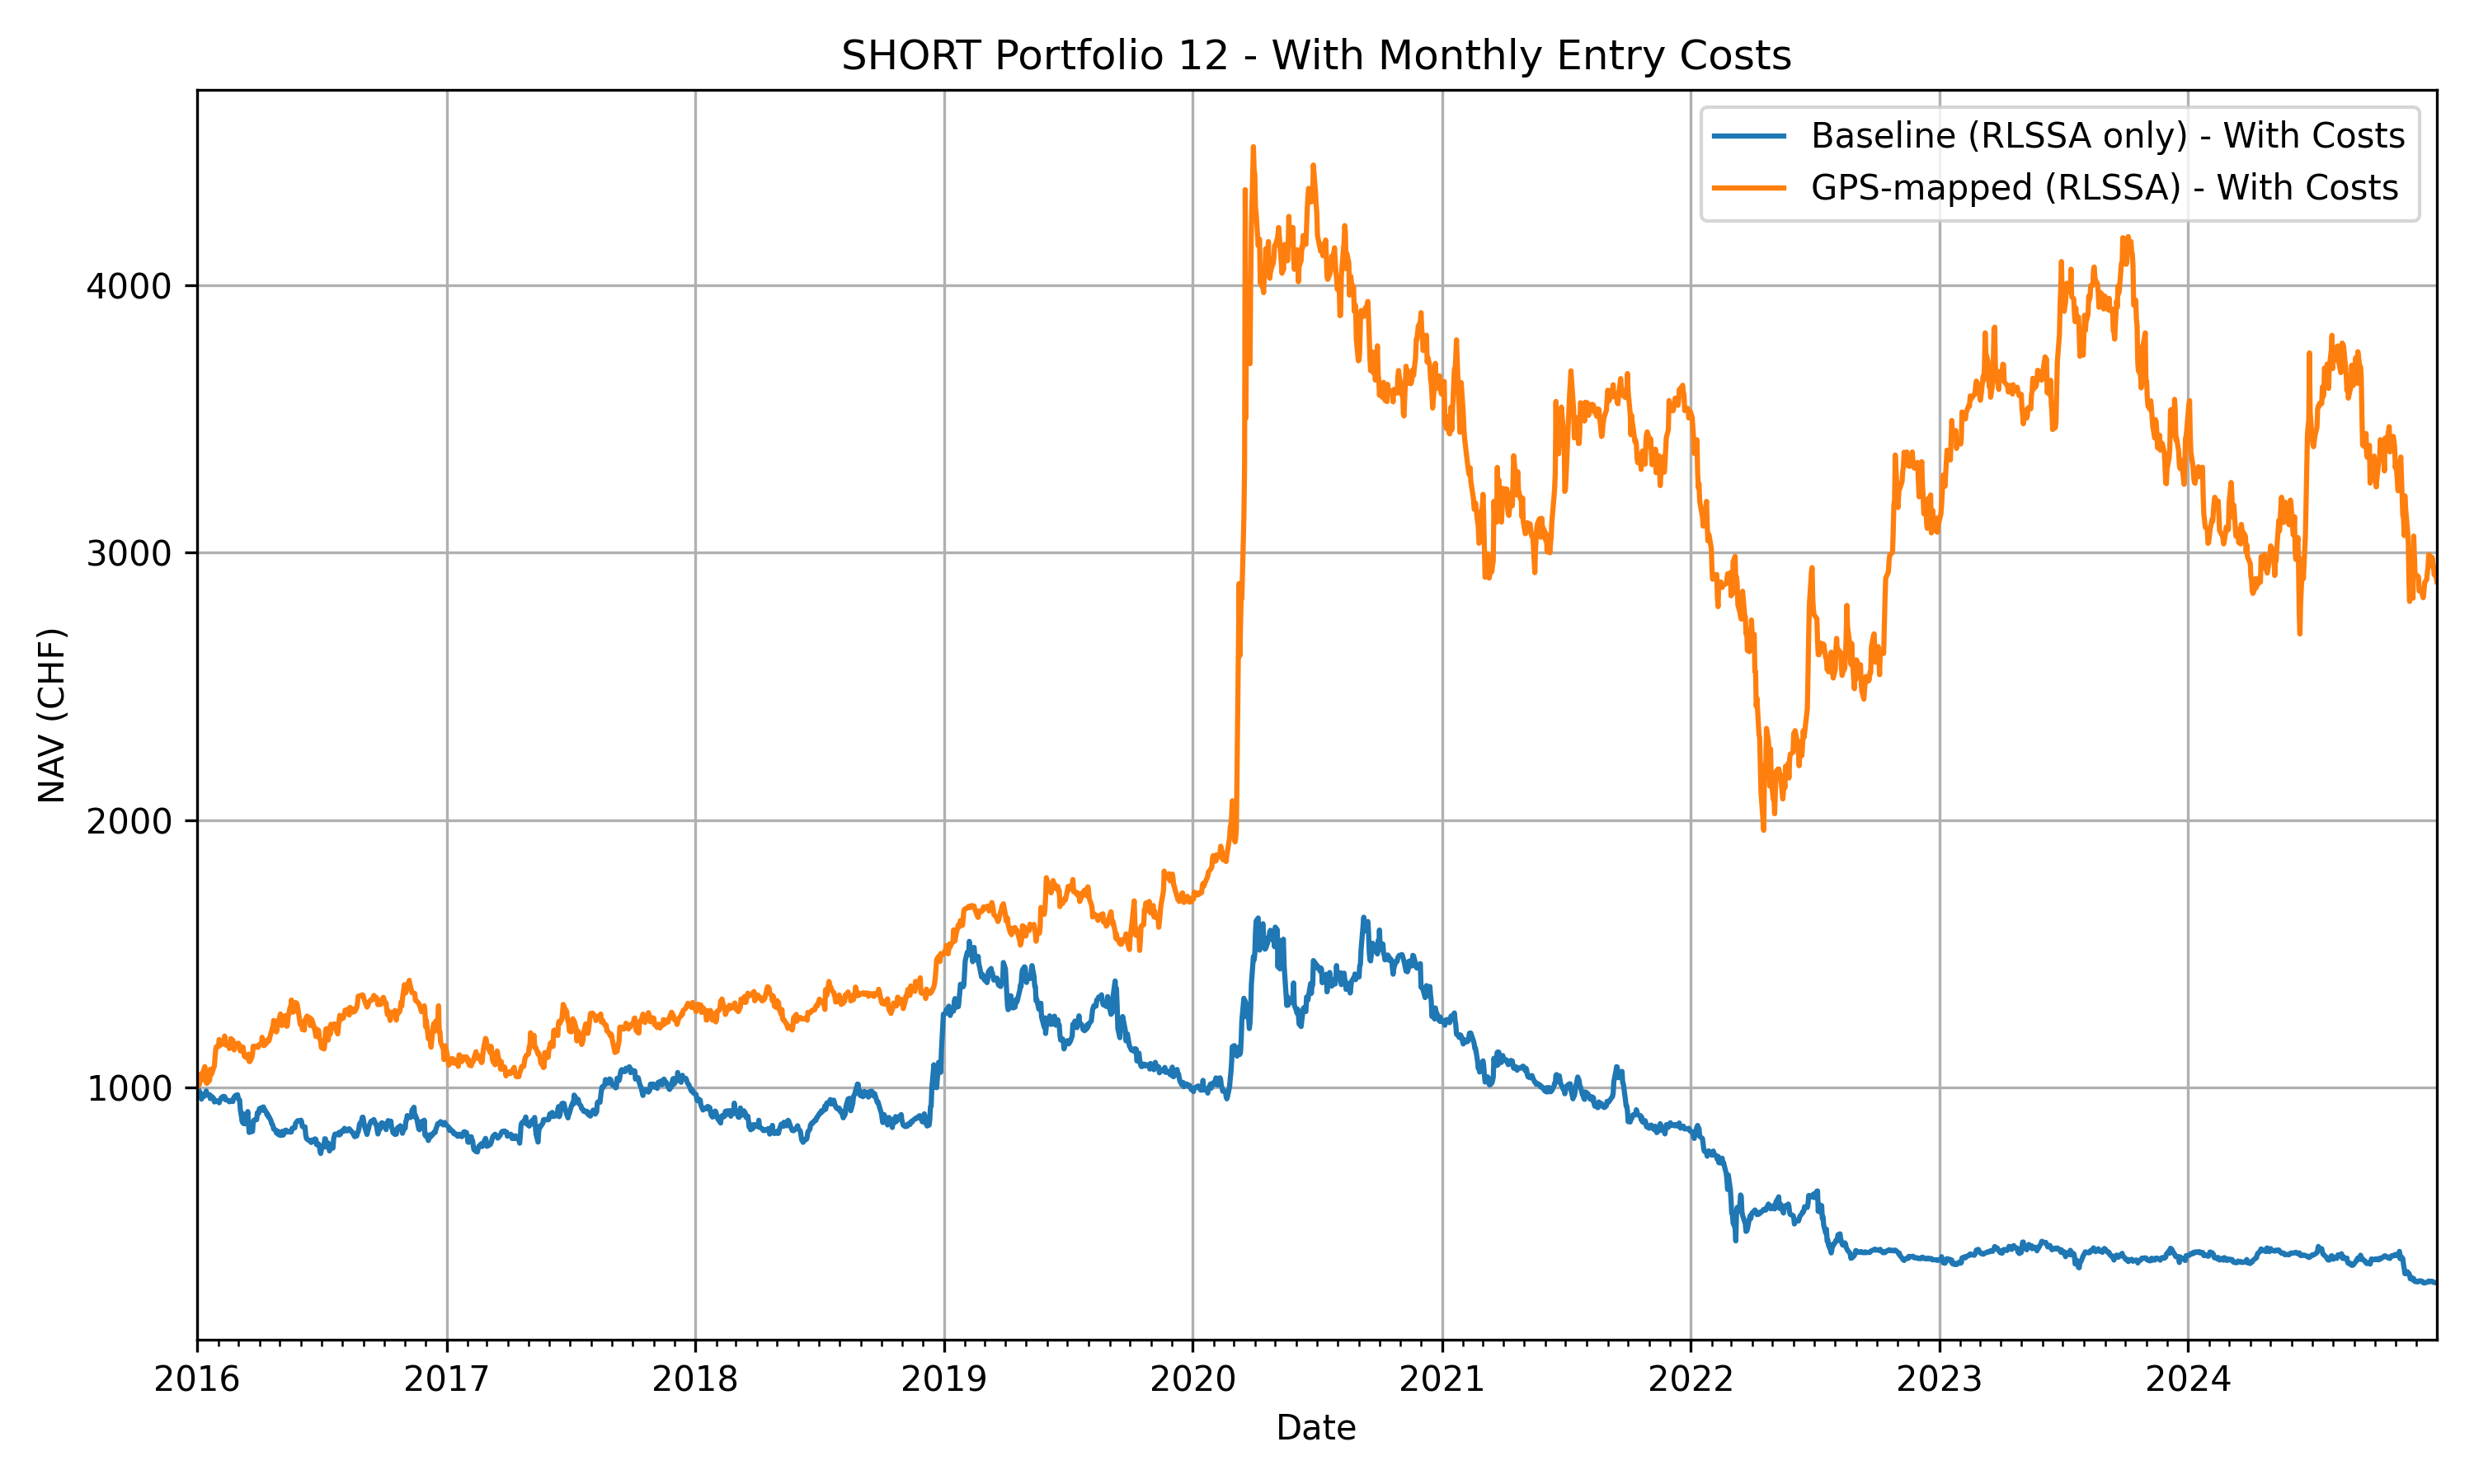 SHORT Portfolio 12 - With Monthly Entry Costs
Baseline (RLSSA only) - With Costs
GPS-mapped (RLSSA) - With Costs
4000
3000
2000
1000
NAV (CHF)
2016 2017 2018 2019 2020 2021 2022 2023 2024
Date